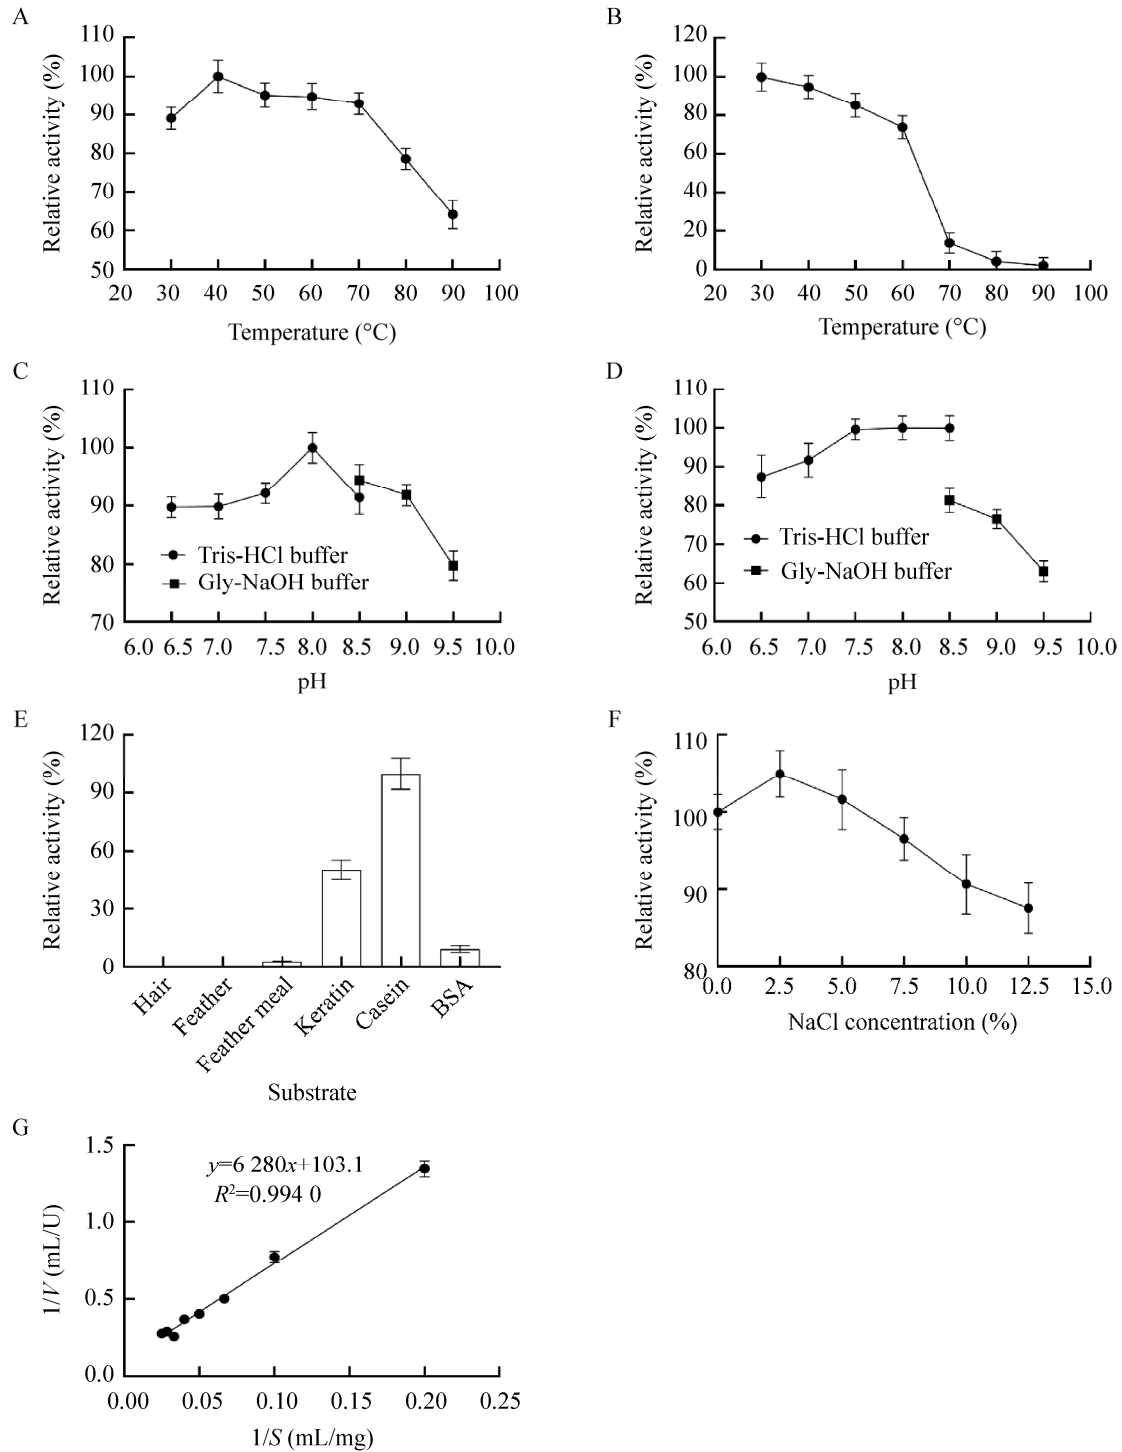 A
Relative activity (%)
110
100
90
80
70
60
50
20 30 40 50 60 70 80 90 100
Temperature (°C)
B
Relative activity (%)
120
100
80
60
40
20
0
20 30 40 50 60 70 80 90 100
Temperature (°C)
C
Relative activity (%)
110
100
90
80
70
Tris-HCl buffer
Gly-NaOH buffer
6.0 6.5 7.0 7.5 8.0 8.5 9.0 9.5 10.0
pH
D
Relative activity (%)
110
100
90
80
70
60
50
Tris-HCl buffer
Gly-NaOH buffer
6.0 6.5 7.0 7.5 8.0 8.5 9.0 9.5 10.0
pH
E
Relative activity (%)
120
90
60
30
0
Hair
Feather
Feather meal
Keratin
Casein
BSA
Substrate
F
Relative activity (%)
110
100
90
80
0.0 2.5 5.0 7.5 10.0 12.5 15.0
NaCl concentration (%)
G
1/V (mL/U)
1.5
1.0
0.5
0.0
y=6 280x+103.1
R²=0.994 0
0.00 0.05 0.10 0.15 0.20 0.25
1/S (mL/mg)